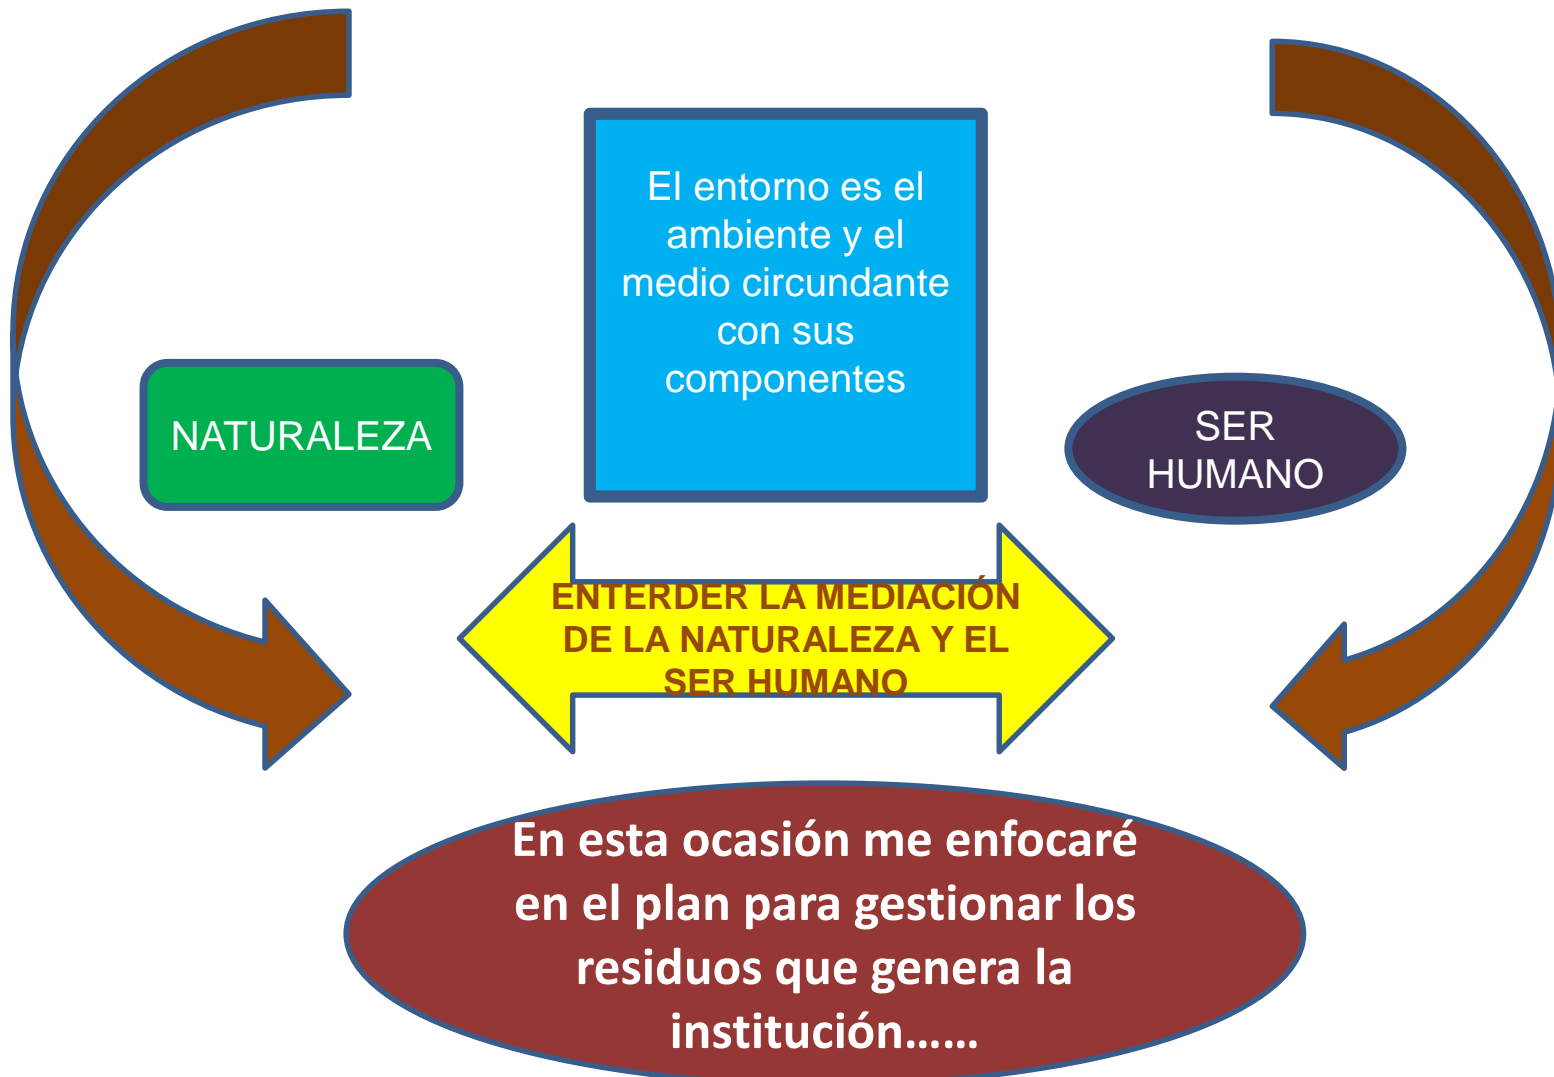 El entorno es el
ambiente y el
medio circundante
con sus
componentes
NATURALEZA
SER
HUMANO
ENTERDER LA MEDIACIÓN
DE LA NATURALEZA Y EL
SER HUMANO
En esta ocasión me enfocaré
en el plan para gestionar los
residuos que genera la
institución......